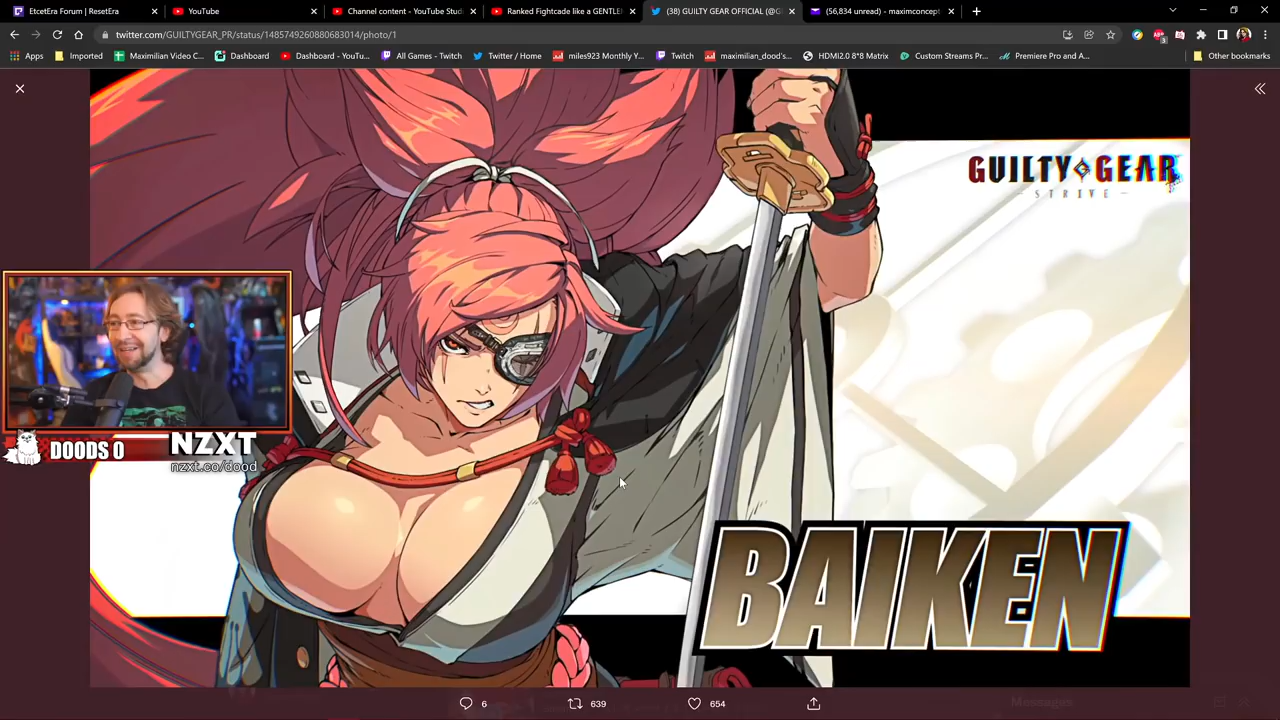 EtcetEra Forum | ResetEra
YouTube
Channel content - YouTube Stud
Ranked Fightcade like a GENTLE
(38) GUILTY GEAR OFFICIAL (@G
(56,834 unread) - maximconcept
twitter.com/GUILTYGEAR_PR/status/1485749260880683014/photo/1
Apps
Imported
Maximilian Video C...
Dashboard
Dashboard - YouTu...
All Games - Twitch
Twitter / Home
miles923 Monthly Y...
Twitch
maximilian_dood's...
HDMI2.0 8*8 Matrix
Custom Streams Pr...
Premiere Pro and A...
Other bookmarks
GUILTY GEAR
- STRIVE -
DOODS 0
NZXT
nzxt.co/dood
BAIKEN
6
639
654
Messages